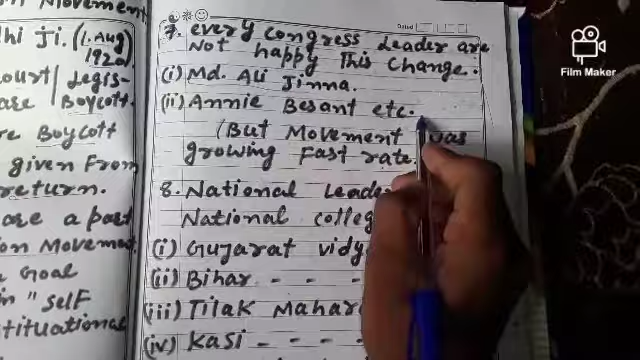 n Movement
hi ji. (1. Aug
1920)
ourt/ Legis-
are Boycott.
re Boycott
given From
return.
are a part
on Movement
Goal
in "self
tituational
Date
7. every congress Leader are
Not happy This Change.
(i) Md. Ali Jinna.
(ii) Annie Besant etc.
(But Movement was
growing Fast rate.
8. National Leade
National colleg
(i) Gujarat vidy
(ii) Bihar - - -
(iii) Tilak Mahar
(iv) Kasi - - - -
Film Maker